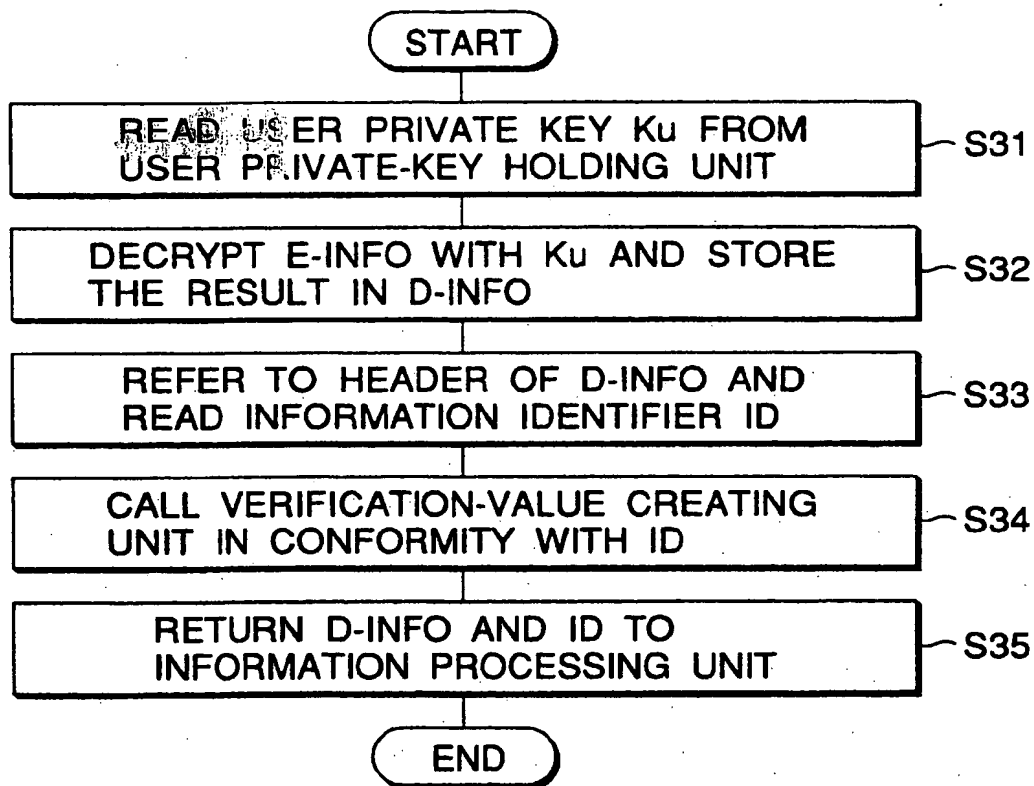 START
READ USER PRIVATE KEY Ku FROM
USER PRIVATE-KEY HOLDING UNIT
S31
DECRYPT E-INFO WITH Ku AND STORE
THE RESULT IN D-INFO
S32
REFER TO HEADER OF D-INFO AND
READ INFORMATION IDENTIFIER ID
S33
CALL VERIFICATION-VALUE CREATING
UNIT IN CONFORMITY WITH ID
S34
RETURN D-INFO AND ID TO
INFORMATION PROCESSING UNIT
S35
END